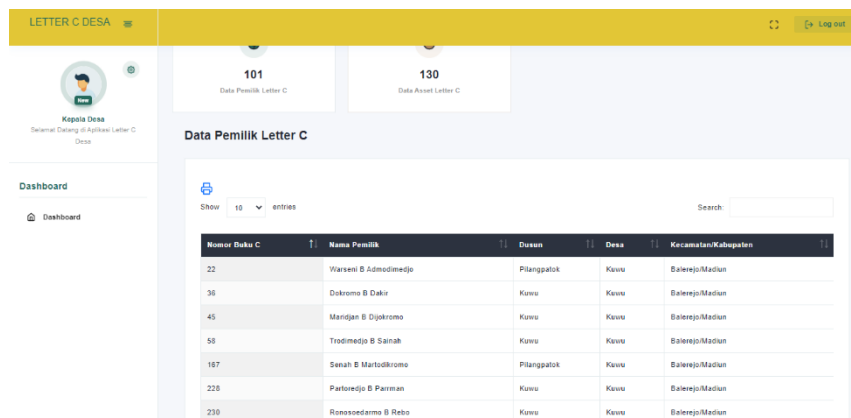 LETTER C DESA
Log out
New
Kepala Desa
Selamat Datang di Aplikasi Letter C
Desa
Dashboard
Dashboard
101
Data Pemilik Letter C
130
Data Asset Letter C
Data Pemilik Letter C
Show 10 entries
Search:
Nomor Buku C Nama Pemilik Dusun Desa Kecamatan/Kabupaten
22 Warseni B Admodimedjo Pilangpatok Kuwu Balerejo/Madiun
36 Dokromo B Dakir Kuwu Kuwu Balerejo/Madiun
45 Maridjan B Dijokromo Kuwu Kuwu Balerejo/Madiun
58 Trodimedjo B Sainah Kuwu Kuwu Balerejo/Madiun
167 Senah B Martodikromo Pilangpatok Kuwu Balerejo/Madiun
228 Partoredjo B Parrman Kuwu Kuwu Balerejo/Madiun
230 Ronosoedarmo B Rebo Kuwu Kuwu Balerejo/Madiun